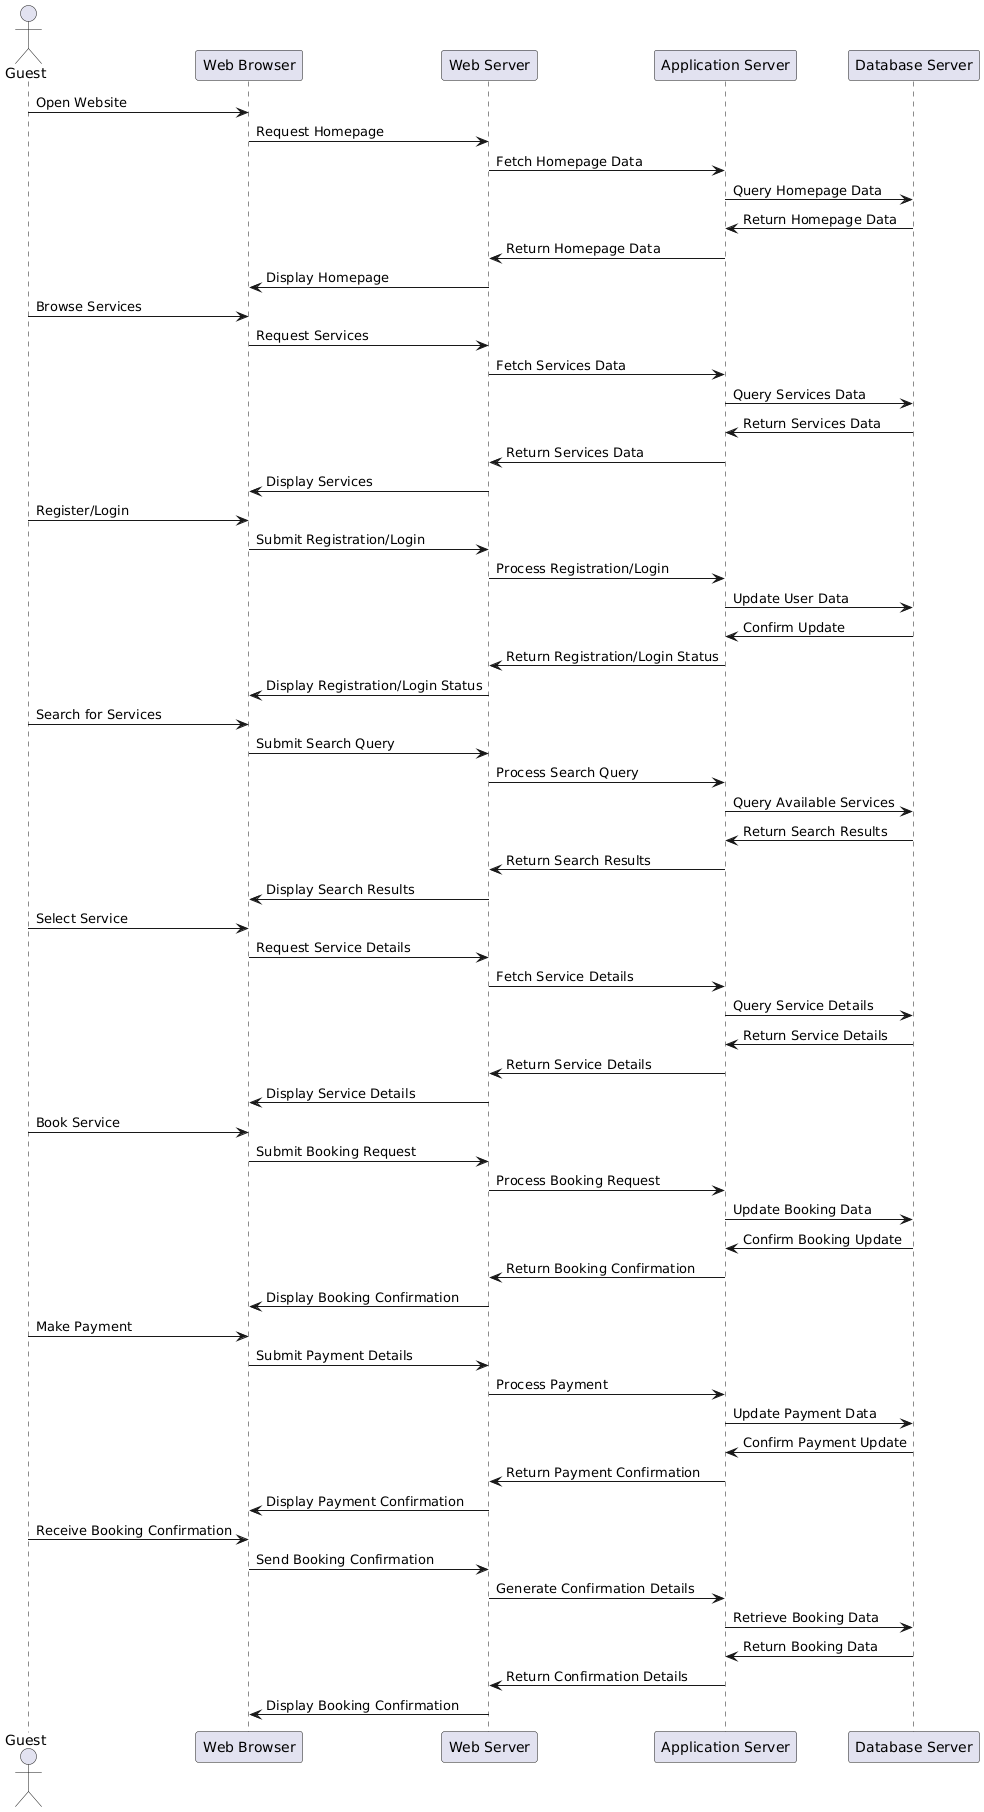 Guest
Web Browser
Web Server
Application Server
Database Server
Open Website
Request Homepage
Fetch Homepage Data
Query Homepage Data
Return Homepage Data
Return Homepage Data
Display Homepage
Browse Services
Request Services
Fetch Services Data
Query Services Data
Return Services Data
Return Services Data
Display Services
Register/Login
Submit Registration/Login
Process Registration/Login
Update User Data
Confirm Update
Return Registration/Login Status
Display Registration/Login Status
Search for Services
Submit Search Query
Process Search Query
Query Available Services
Return Search Results
Return Search Results
Display Search Results
Select Service
Request Service Details
Fetch Service Details
Query Service Details
Return Service Details
Return Service Details
Display Service Details
Book Service
Submit Booking Request
Process Booking Request
Update Booking Data
Confirm Booking Update
Return Booking Confirmation
Display Booking Confirmation
Make Payment
Submit Payment Details
Process Payment
Update Payment Data
Confirm Payment Update
Return Payment Confirmation
Display Payment Confirmation
Receive Booking Confirmation
Send Booking Confirmation
Generate Confirmation Details
Retrieve Booking Data
Return Booking Data
Return Confirmation Details
Display Booking Confirmation
Guest
Web Browser
Web Server
Application Server
Database Server